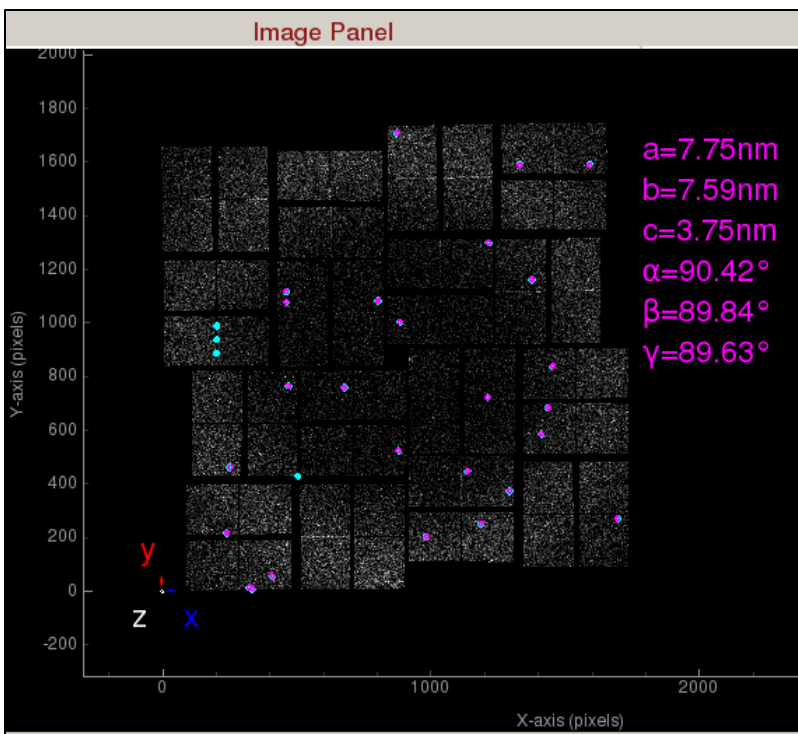 Image Panel
2000
1800
1600
1400
1200
1000
800
600
400
200
0
-200
Y-axis (pixels)
a=7.75nm
b=7.59nm
c=3.75nm
α=90.42°
β=89.84°
γ=89.63°
y
z
x
0
1000
2000
X-axis (pixels)